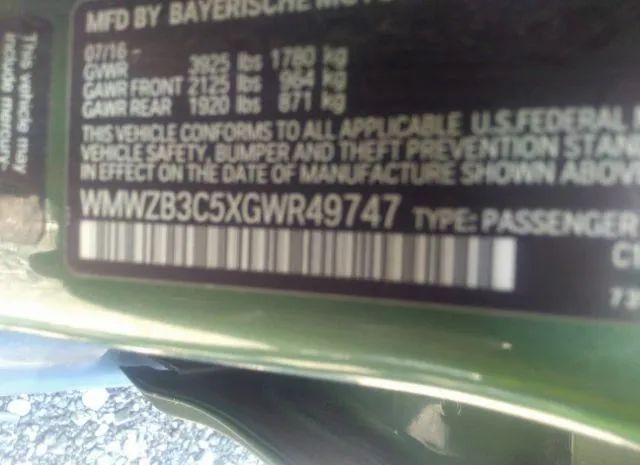 This vehicle may
include mercury.
MFD BY BAYERISCHE MOTOR
07/16
GVWR 3925 lbs 1780 kg
GAWR FRONT 2125 lbs 964 kg
GAWR REAR 1920 lbs 871 kg
THIS VEHICLE CONFORMS TO ALL APPLICABLE U.S.FEDERAL
VEHICLE SAFETY, BUMPER AND THEFT PREVENTION STAN
IN EFFECT ON THE DATE OF MANUFACTURE SHOWN ABOV
WMWZB3C5XGWR49747 TYPE: PASSENGER